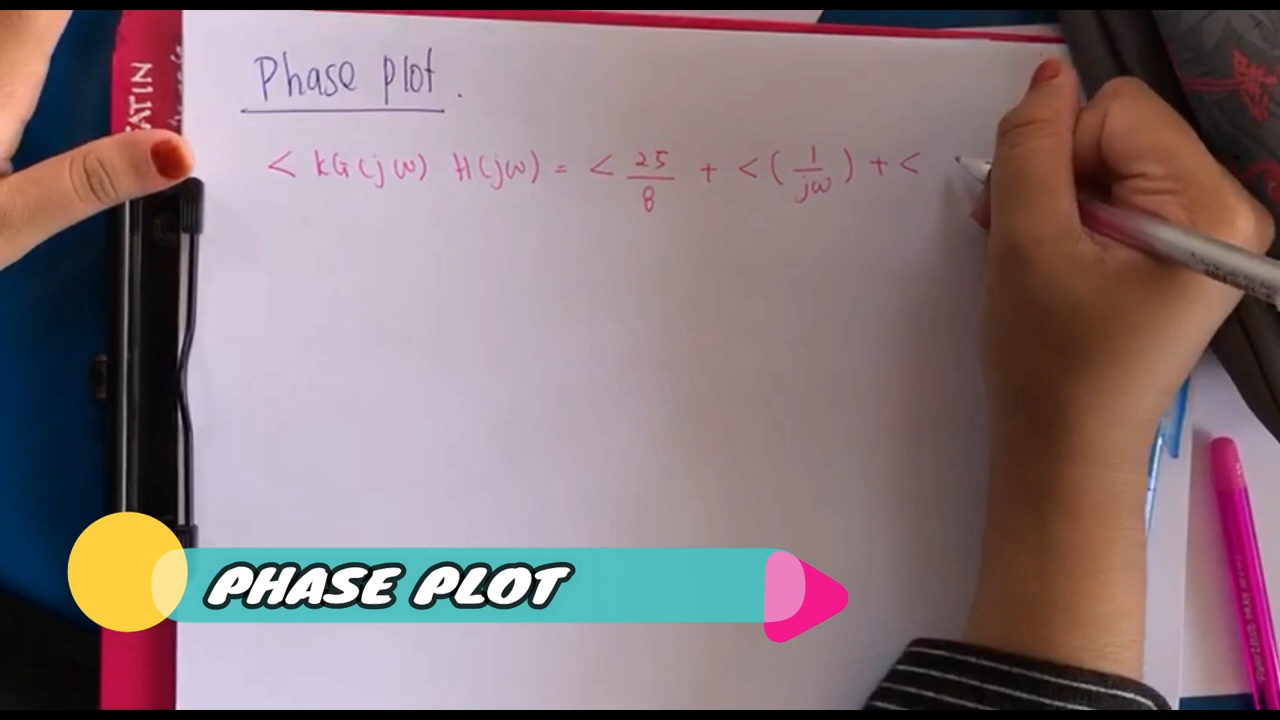 Phase plot.
< KG(jω) H(jω) = < 25/8 + < (1/jω) + <
PHASE PLOT